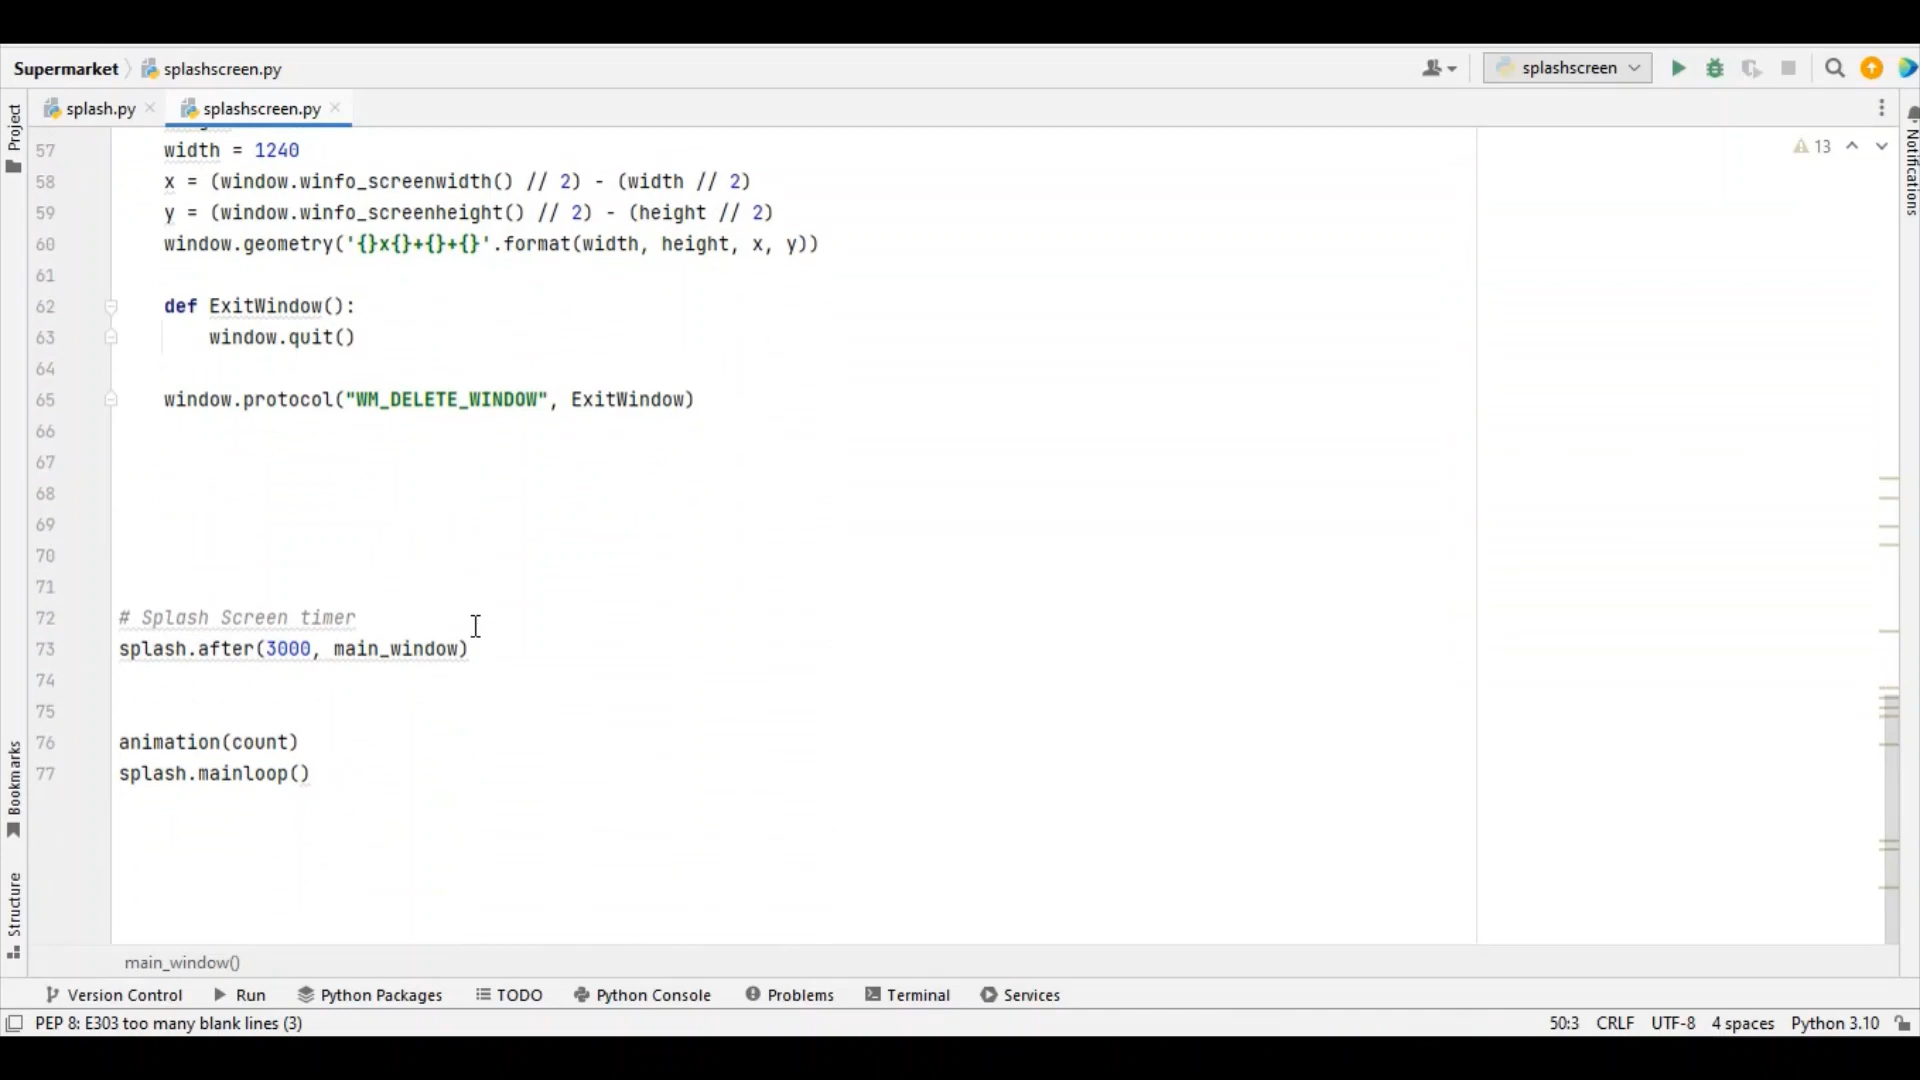 Supermarket splashscreen.py
splashscreen
splash.py splashscreen.py
Project
Notifications
13
57 width = 1240
58 x = (window.winfo_screenwidth() // 2) - (width // 2)
59 y = (window.winfo_screenheight() // 2) - (height // 2)
60 window.geometry('{}x{}+{}+{}'.format(width, height, x, y))
61
62 def ExitWindow():
63 window.quit()
64
65 window.protocol("WM_DELETE_WINDOW", ExitWindow)
66
67
68
69
70
71
72 # Splash Screen timer
73 splash.after(3000, main_window)
74
75
76 animation(count)
77 splash.mainloop()
Bookmarks
Structure
main_window()
Version Control Run Python Packages TODO Python Console Problems Terminal Services
PEP 8: E303 too many blank lines (3) 50:3 CRLF UTF-8 4 spaces Python 3.10